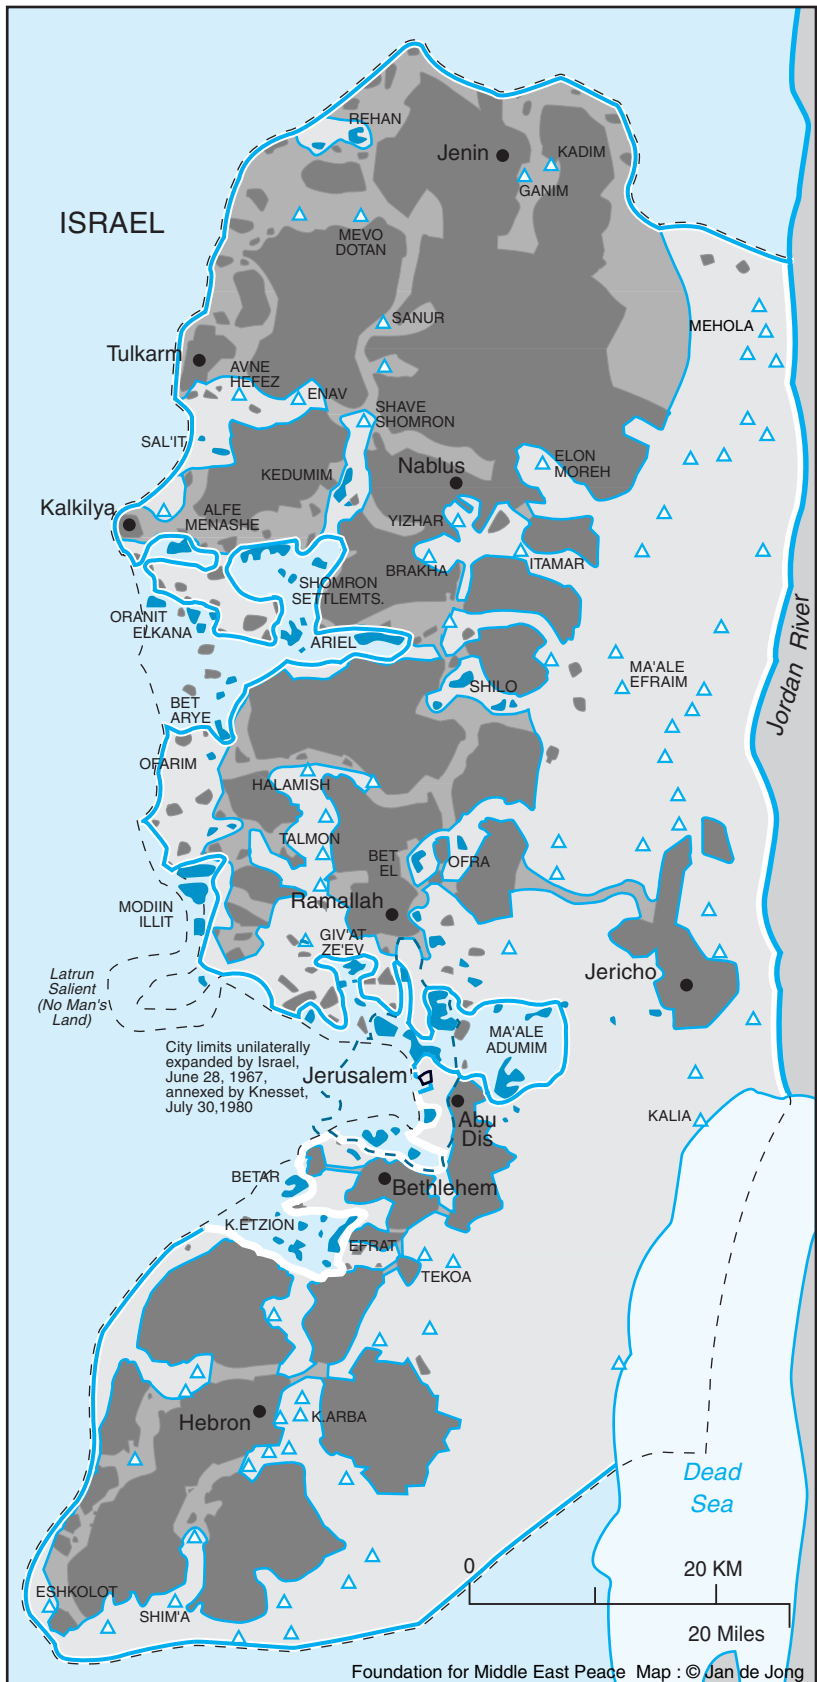 REHAN
Jenin
KADIM
GANIM
ISRAEL
MEVO
DOTAN
SANUR
MEHOLA
Tulkarm
AVNE
HEFEZ
ENAV
SHAVE
SHOMRON
SAL'IT
KEDUMIM
Nablus
ELON
MOREH
Kalkilya
ALFE
MENASHE
YIZHAR
BRAKHA
ITAMAR
SHOMRON
SETTLEMTS.
ORANIT
ELKANA
ARIEL
Jordan River
MA'ALE
EFRAIM
SHILO
BET
ARYE
OFARIM
HALAMISH
TALMON
BET
EL
OFRA
MODIIN
ILLIT
Ramallah
GIV'AT
ZE'EV
Jericho
Latrun
Salient
(No Man's
Land)
MA'ALE
ADUMIM
City limits unilaterally
expanded by Israel,
June 28, 1967,
annexed by Knesset,
July 30,1980
Jerusalem
Abu
Dis
KALIA
BETAR
Bethlehem
K.ETZION
EFRAT
TEKOA
Hebron
K.ARBA
Dead
Sea
ESHKOLOT
SHIM'A
0
20 KM
20 Miles
Foundation for Middle East Peace Map : © Jan de Jong